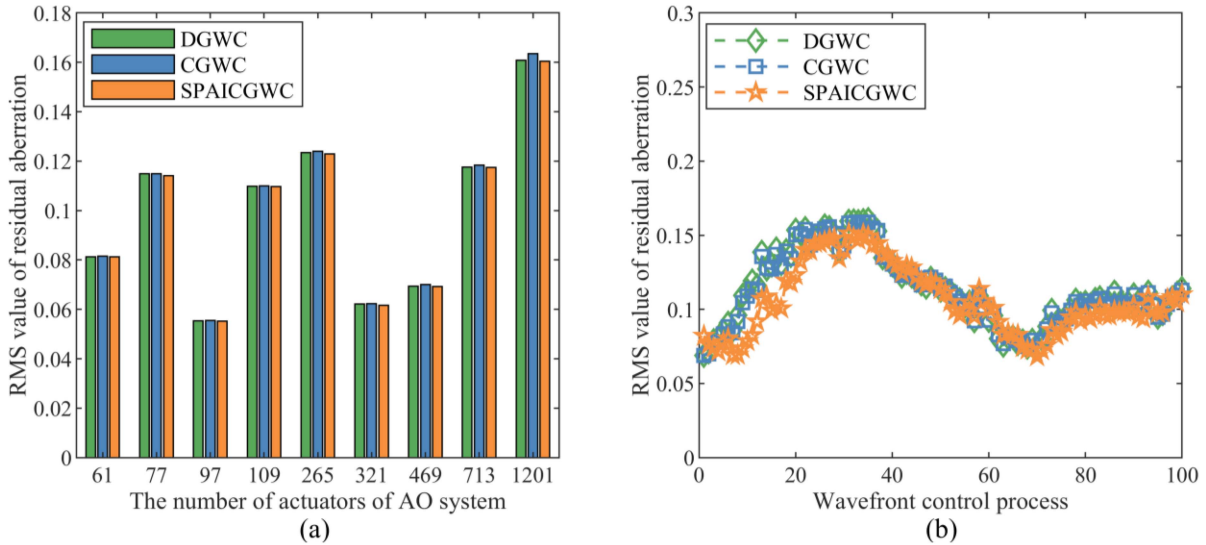 0.18
0.16
0.14
0.12
0.1
0.08
0.06
0.04
0.02
0
RMS value of residual aberration
DGWC
CGWC
SPAICGWC
61 77 97 109 265 321 469 713 1201
The number of actuators of AO system
(a)
0.3
0.25
0.2
0.15
0.1
0.05
0
RMS value of residual aberration
DGWC
CGWC
SPAICGWC
0 20 40 60 80 100
Wavefront control process
(b)